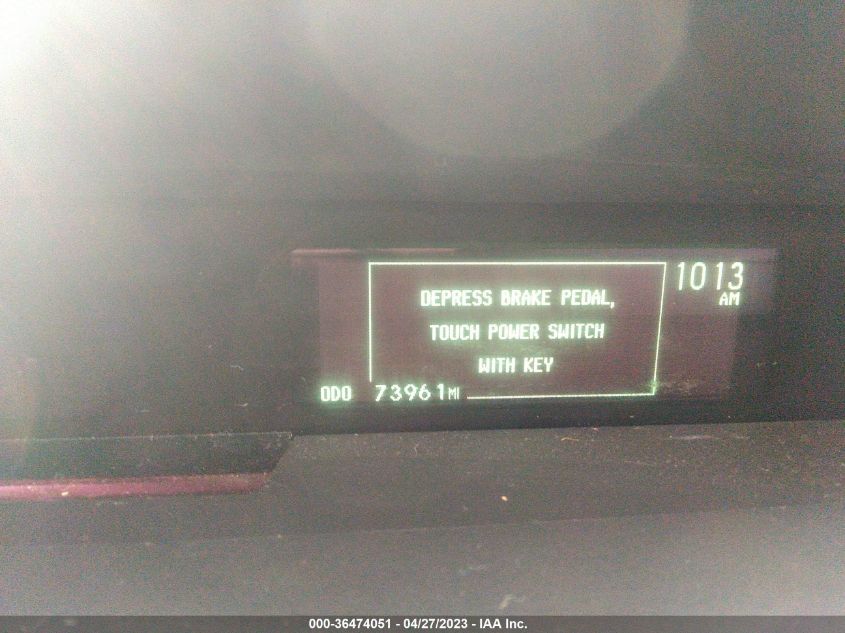 DEPRESS BRAKE PEDAL,
TOUCH POWER SWITCH
WITH KEY
1013
AM
ODO 73961MI
000-36474051 - 04/27/2023 - IAA Inc.